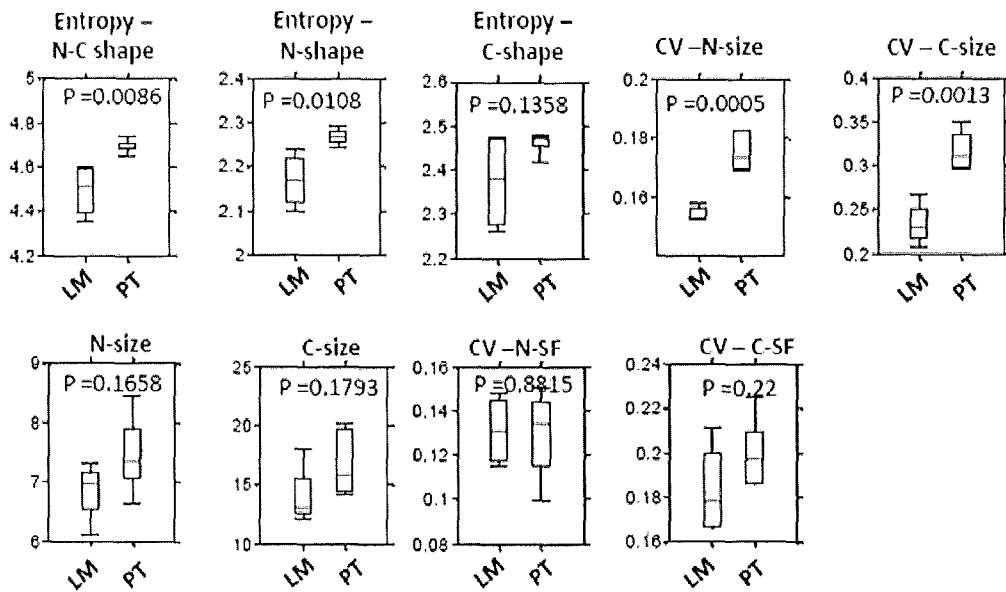 Entropy –
N-C shape
5
4.8
4.6
4.4
4.2
P =0.0086
LM
PT
Entropy –
N-shape
2.4
2.3
2.2
2.1
2
P =0.0108
LM
PT
Entropy –
C-shape
2.6
2.5
2.4
2.3
2.2
P =0.1358
LM
PT
CV –N-size
0.2
0.18
0.16
P =0.0005
LM
PT
CV – C-size
0.4
0.35
0.3
0.25
0.2
P =0.0013
LM
PT
N-size
9
8
7
6
P =0.1658
LM
PT
C-size
25
20
15
10
P =0.1793
LM
PT
CV –N-SF
0.16
0.14
0.12
0.1
0.08
P =0.8815
LM
PT
CV – C-SF
0.24
0.22
0.2
0.18
0.16
P =0.22
LM
PT